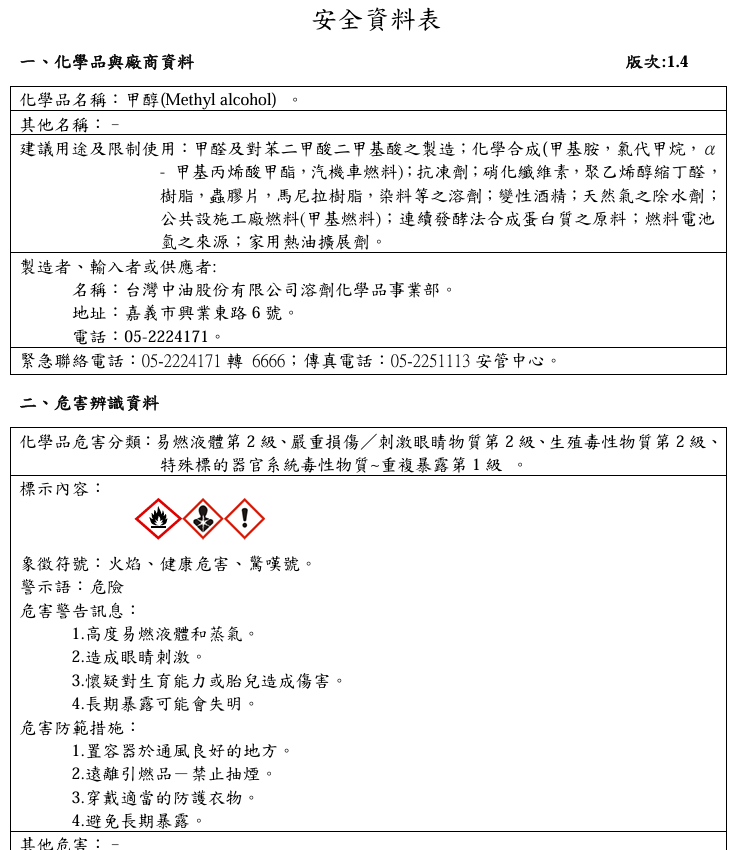 安全資料表
一、化學品與廠商資料 版次:1.4
化學品名稱：甲醇(Methyl alcohol) 。
其他名稱： –
建議用途及限制使用：甲醛及對苯二甲酸二甲基酸之製造；化學合成(甲基胺，氯代甲烷，α
- 甲基丙烯酸甲酯，汽機車燃料)；抗凍劑；硝化纖維素，聚乙烯醇縮丁醛，
樹脂，蟲膠片，馬尼拉樹脂，染料等之溶劑；變性酒精；天然氣之除水劑；
公共設施工廠燃料(甲基燃料)；連續發酵法合成蛋白質之原料；燃料電池
氫之來源；家用熱油擴展劑。
製造者、輸入者或供應者:
名稱：台灣中油股份有限公司溶劑化學品事業部。
地址：嘉義市興業東路 6 號。
電話：05-2224171。
緊急聯絡電話：05-2224171 轉 6666；傳真電話：05-2251113 安管中心。
二、危害辨識資料
化學品危害分類：易燃液體第 2 級、嚴重損傷／刺激眼睛物質第 2 級、生殖毒性物質第 2 級、
特殊標的器官系統毒性物質~重複暴露第 1 級 。
標示內容：
象徵符號：火焰、健康危害、驚嘆號。
警示語：危險
危害警告訊息：
1.高度易燃液體和蒸氣。
2.造成眼睛刺激。
3.懷疑對生育能力或胎兒造成傷害。
4.長期暴露可能會失明。
危害防範措施：
1.置容器於通風良好的地方。
2.遠離引燃品－禁止抽煙。
3.穿戴適當的防護衣物。
4.避免長期暴露。
其他危害： –